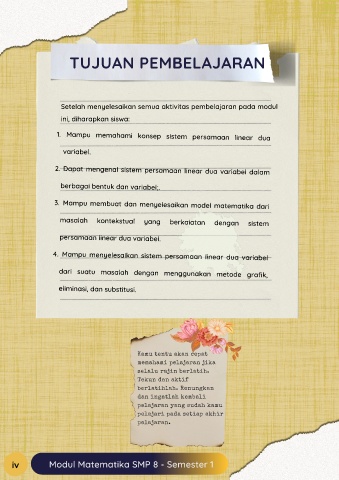 TUJUAN PEMBELAJARAN
Setelah menyelesaikan semua aktivitas pembelajaran pada modul
ini, diharapkan siswa:
1. Mampu memahami konsep sistem persamaan linear dua
variabel.
2. Dapat mengenal sistem persamaan linear dua variabel dalam
berbagai bentuk dan variabel;.
3. Mampu membuat dan menyelesaikan model matematika dari
masalah kontekstual yang berkaiatan dengan sistem
persamaan linear dua variabel.
4. Mampu menyelesaikan sistem persamaan linear dua variabel
dari suatu masalah dengan menggunakan metode grafik,
eliminasi, dan substitusi.
Kamu tentu akan cepat
memahami pelajaran jika
selalu rajin berlatih.
Tekun dan aktif
berlatihlah. Renungkan
dan ingatlah kembali
pelajaran yang sudah kamu
pelajari pada setiap akhir
pelajaran.
iv
Modul Matematika SMP 8 - Semester 1